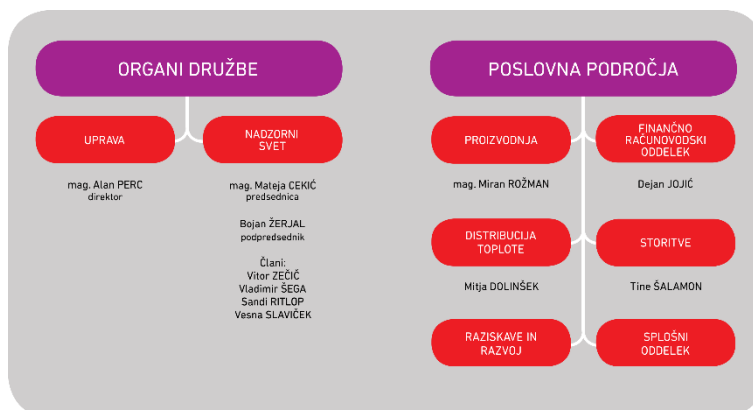 ORGANI DRUŽBE
UPRAVA
mag. Alan PERC
direktor
NADZORNI
SVET
mag. Mateja CEKIĆ
predsednica
Bojan ŽERJAL
podpredsednik
Člani:
Vitor ZEČIČ
Vladimir ŠEGA
Sandi RITLOP
Vesna SLAVIČEK
POSLOVNA PODROČJA
PROIZVODNJA
mag. Miran ROŽMAN
FINANČNO
RAČUNOVODSKI
ODDELEK
Dejan JOJIĆ
DISTRIBUCIJA
TOPLOTE
Mitja DOLINŠEK
STORITVE
Tine ŠALAMON
RAZISKAVE IN
RAZVOJ
SPLOŠNI
ODDELEK